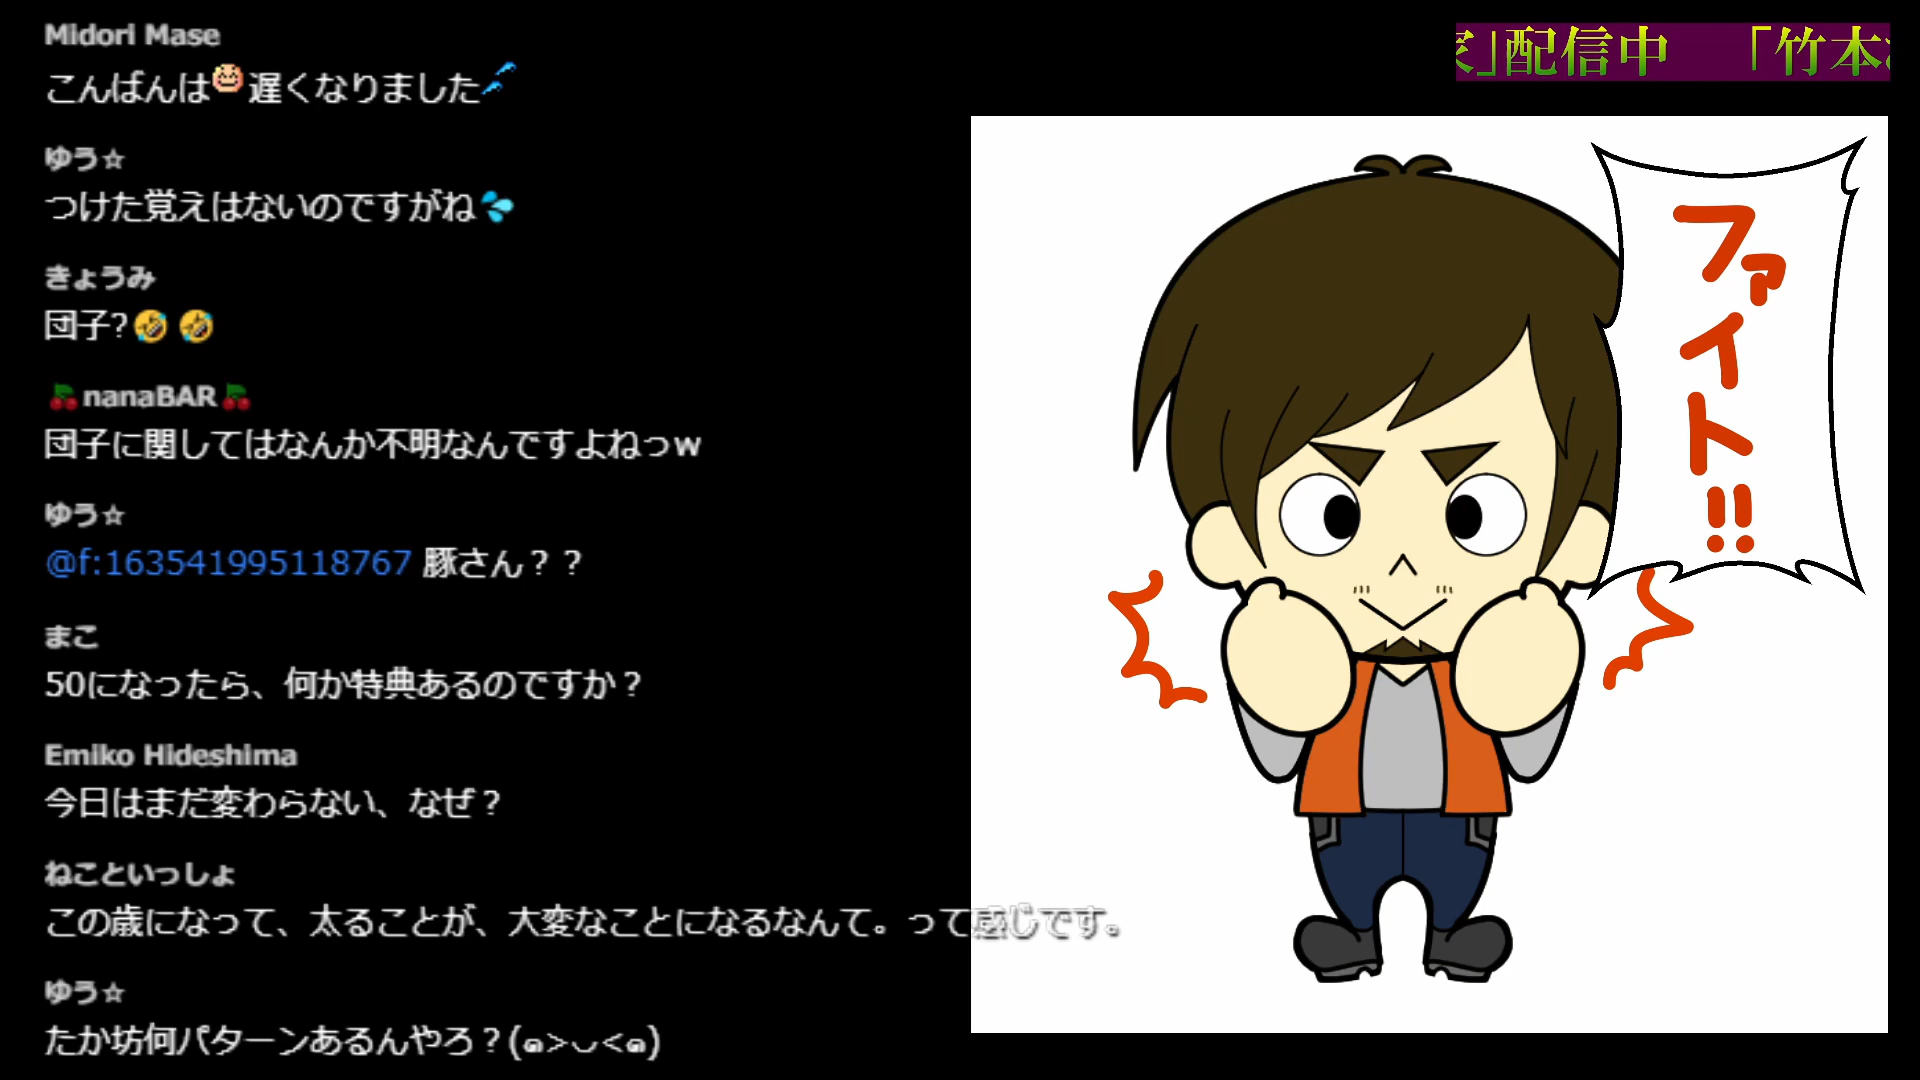 Midori Mase
こんばんは😊遅くなりました💦
ゆう☆
つけた覚えはないのですがね💦
きょうみ
団子?🤣🤣
🍒nanaBAR🍒
団子に関してはなんか不明なんですよねっw
ゆう☆
@f:1635419951​18767 豚さん？？
まこ
50になったら、何か特典あるのですか？
Emiko Hideshima
今日はまだ変わらない、なぜ？
ねこといっしょ
この歳になって、太ることが、大変なことになるなんて。って感じです。
ゆう☆
たか坊何パターンあるんやろ？(๑>◡<๑)
」配信中　「竹本
ファイト!!